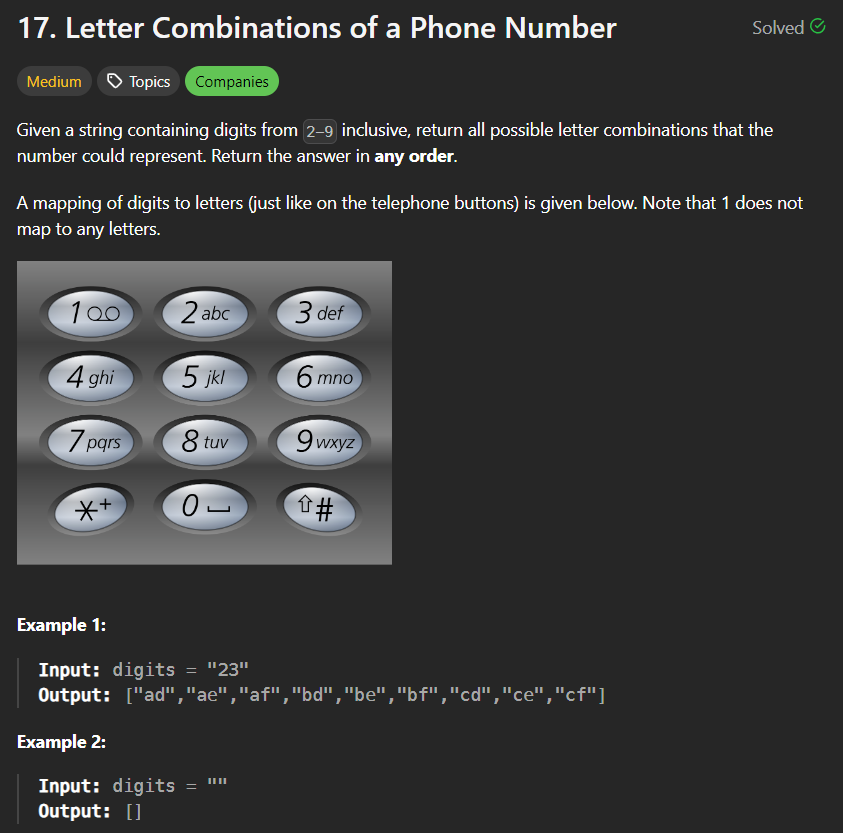 17. Letter Combinations of a Phone Number
Solved
Medium
Topics
Companies
Given a string containing digits from 2-9 inclusive, return all possible letter combinations that the
number could represent. Return the answer in any order.
A mapping of digits to letters (just like on the telephone buttons) is given below. Note that 1 does not
map to any letters.
1
2 abc
3 def
4 ghi
5 jkl
6 mno
7 pqrs
8 tuv
9 wxyz
* +
0
⇧ #
Example 1:
Input: digits = "23"
Output: ["ad","ae","af","bd","be","bf","cd","ce","cf"]
Example 2:
Input: digits = ""
Output: []